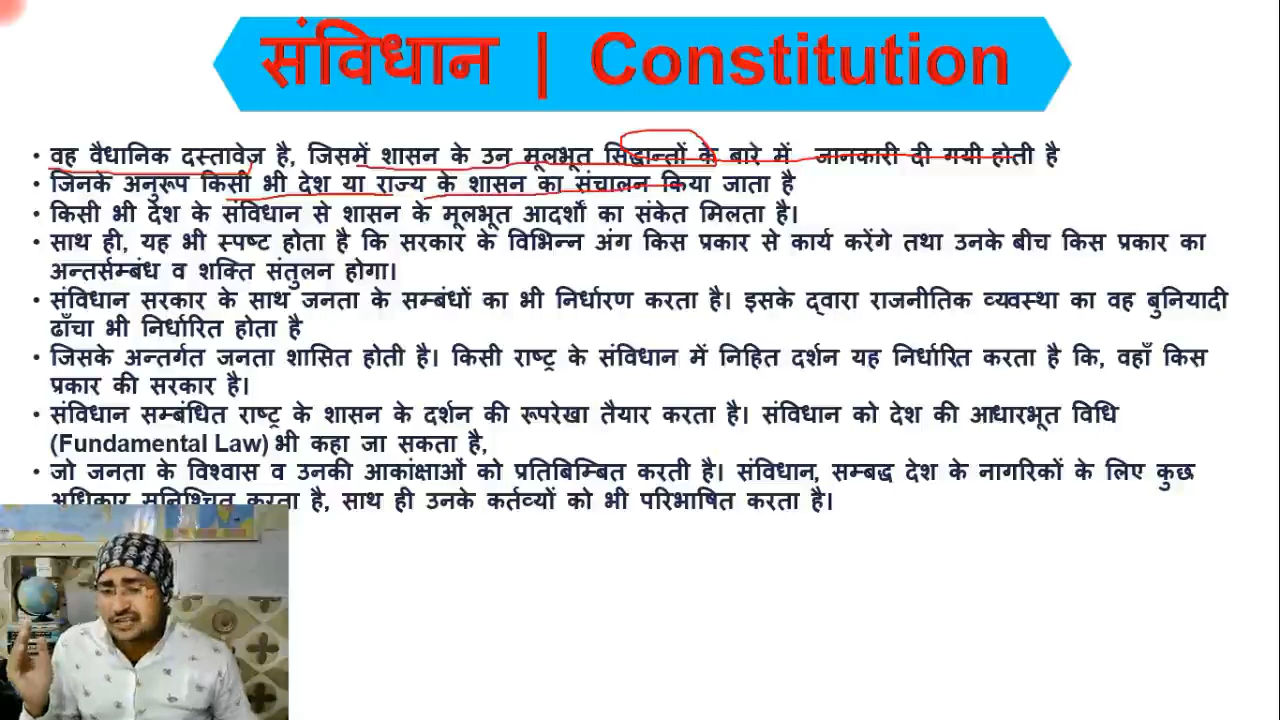 संविधान | Constitution
• वह वैधानिक दस्तावेज़ है, जिसमें शासन के उन मूलभूत सिद्धान्तों के बारे में जानकारी दी गयी होती है
• जिनके अनुरूप किसी भी देश या राज्य के शासन का संचालन किया जाता है
• किसी भी देश के संविधान से शासन के मूलभूत आदर्शों का संकेत मिलता है।
• साथ ही, यह भी स्पष्ट होता है कि सरकार के विभिन्न अंग किस प्रकार से कार्य करेंगे तथा उनके बीच किस प्रकार का
अन्तर्सम्बंध व शक्ति संतुलन होगा।
• संविधान सरकार के साथ जनता के सम्बंधों का भी निर्धारण करता है। इसके द्वारा राजनीतिक व्यवस्था का वह बुनियादी
ढाँचा भी निर्धारित होता है
• जिसके अन्तर्गत जनता शासित होती है। किसी राष्ट्र के संविधान में निहित दर्शन यह निर्धारित करता है कि, वहाँ किस
प्रकार की सरकार है।
• संविधान सम्बंधित राष्ट्र के शासन के दर्शन की रूपरेखा तैयार करता है। संविधान को देश की आधारभूत विधि
(Fundamental Law) भी कहा जा सकता है,
• जो जनता के विश्वास व उनकी आकांक्षाओं को प्रतिबिम्बित करती है। संविधान, सम्बद्ध देश के नागरिकों के लिए कुछ
अधिकार सुनिश्चित करता है, साथ ही उनके कर्तव्यों को भी परिभाषित करता है।